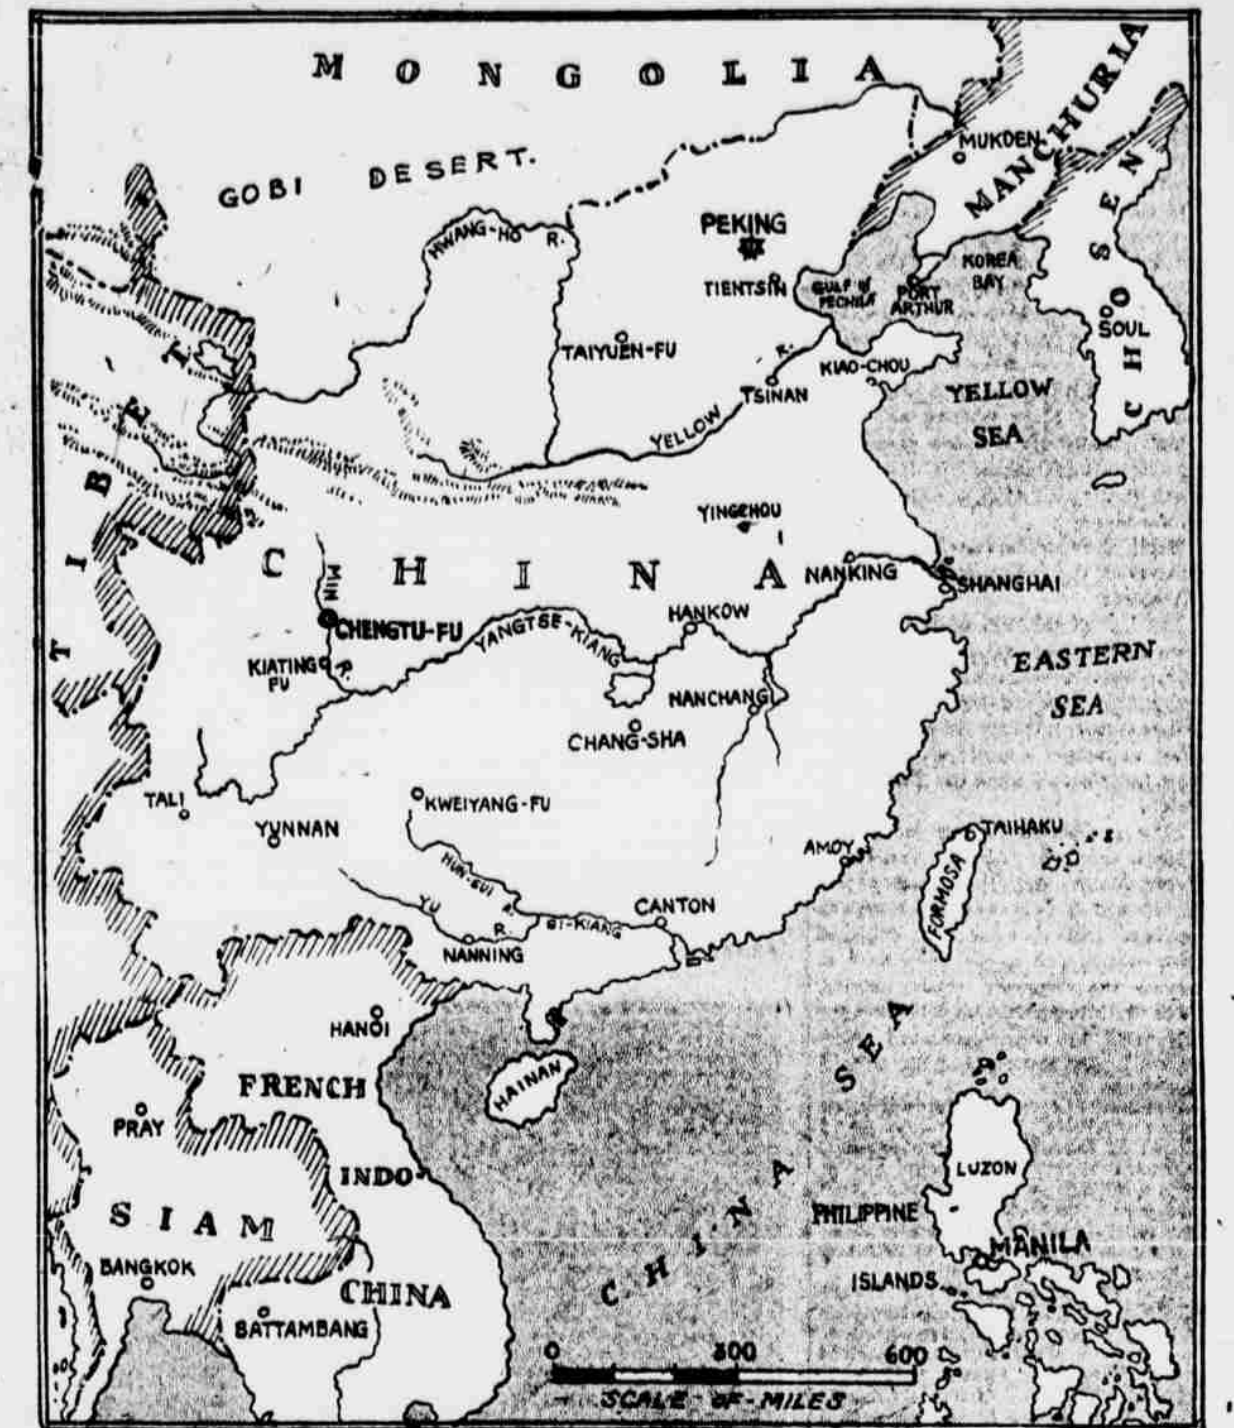 MONGOLIA
MANCHURIA
GOBI DESERT.
MUKDEN
CHOSEN
HWANG-HO R.
PEKING
KOREA
BAY
TIENTSIN
GULF of
PECHILI
PORT
ARTHUR
SOUL
TAIYUEN-FU
R.
KIAO-CHOU
TSINAN
YELLOW
YELLOW
SEA
TIBET
YINGCHOU
CHINA
MIN
NANKING
SHANGHAI
CHENGTU-FU
YANGTSE-KIANG
HANKOW
KIATING
FU
R.
NANCHANG
EASTERN
SEA
CHANG-SHA
TALI
YUNNAN
KWEIYANG-FU
AMOY
TAIHAKU
FORMOSA
HUN-SUI
R.
YU
R.
SI-KIANG
CANTON
NANNING
HANOI
FRENCH
HAINAN
CHINA SEA
PRAY
INDO-
LUZON
SIAM
PHILIPPINE
MANILA
BANGKOK
ISLANDS
CHINA
BATTAMBANG
0 300 600
SCALE-OF-MILES